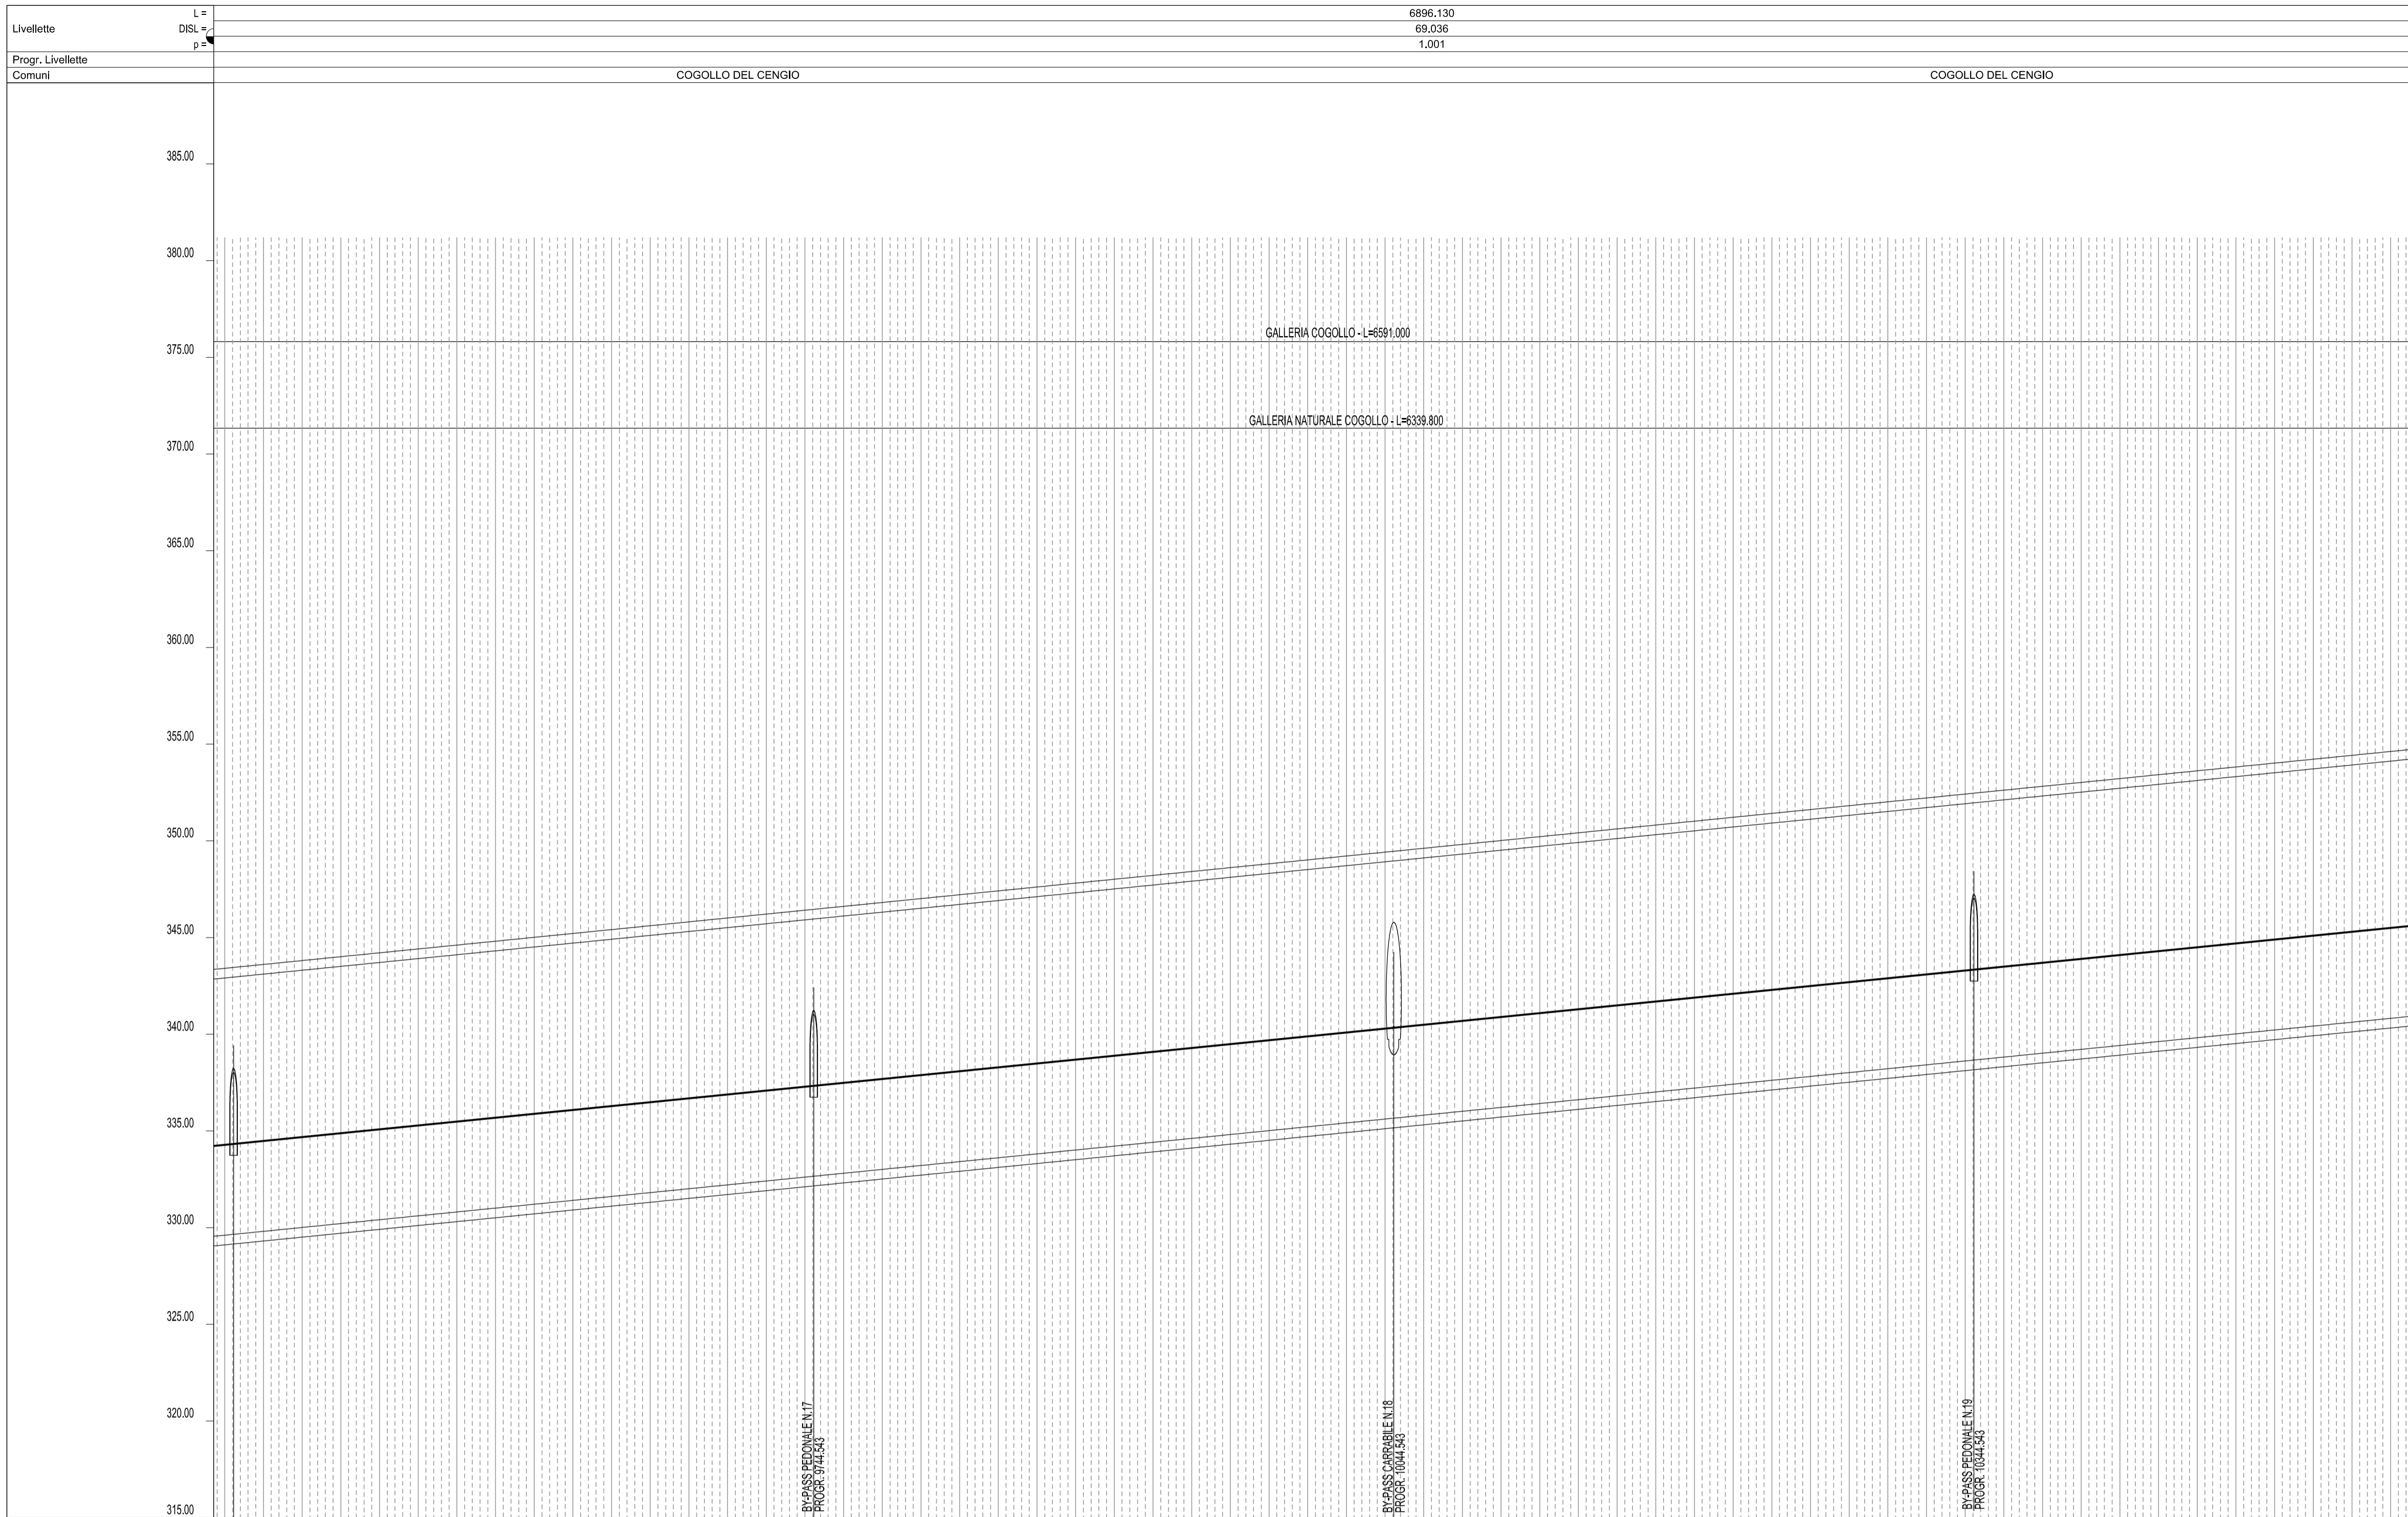 L =
6896.130
Livellette
DISL =
69.036
p =
1.001
Progr. Livellette
Comuni
COGOLLO DEL CENGIO
COGOLLO DEL CENGIO
385.00
380.00
GALLERIA COGOLLO - L=6591.000
375.00
GALLERIA NATURALE COGOLLO - L=6339.800
370.00
365.00
360.00
355.00
350.00
345.00
340.00
335.00
330.00
325.00
320.00
315.00
BY-PASS PEDONALE N.17
PROGR. 9744.543
BY-PASS CARRABILE N.18
PROGR. 10044.543
BY-PASS PEDONALE N.19
PROGR. 10344.543